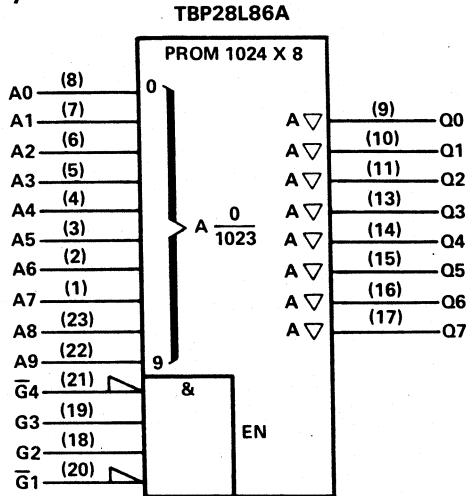 TBP28L86A
PROM 1024 X 8
A0 (8) 0
A1 (7)
A2 (6)
A3 (5)
A4 (4)
A5 (3)
A6 (2)
A7 (1)
A8 (23)
A9 (22) 9
A 0
1023
A (9) Q0
A (10) Q1
A (11) Q2
A (13) Q3
A (14) Q4
A (15) Q5
A (16) Q6
A (17) Q7
G̅4 (21) &
G3 (19)
G2 (18)
G̅1 (20)
EN